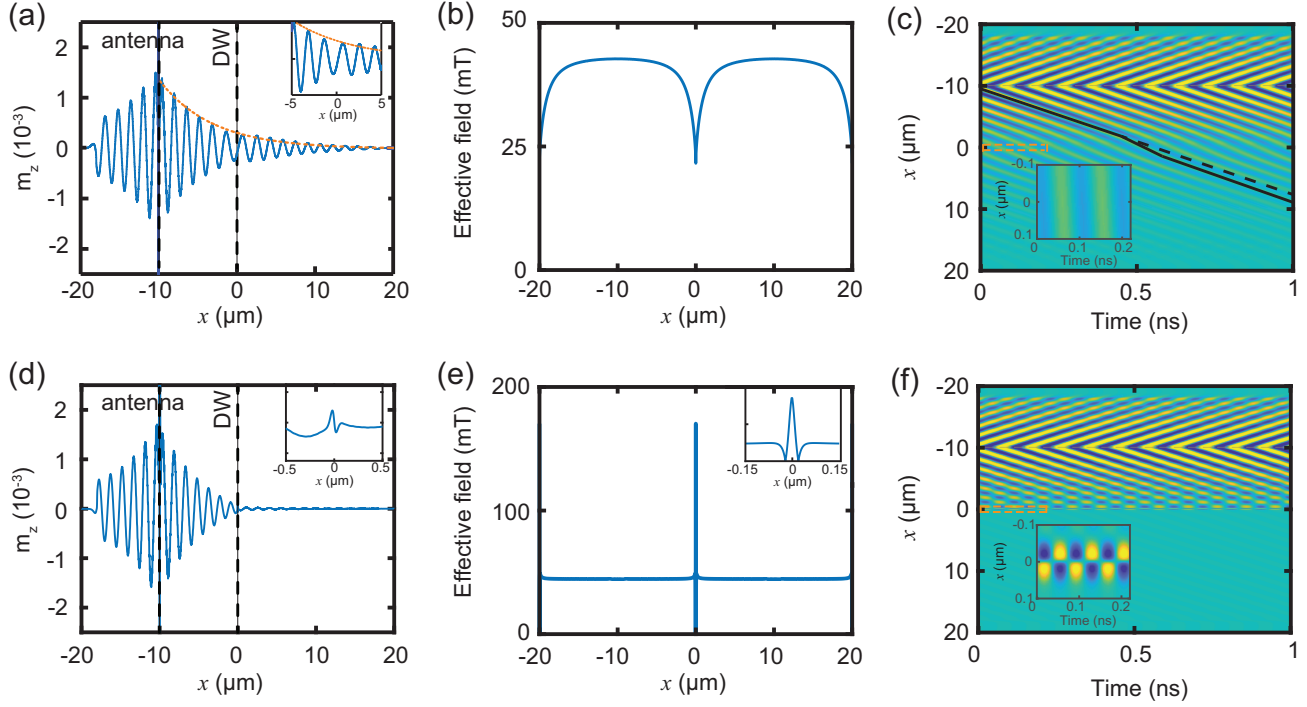 (a)
2
1
0
-1
-2
m_z (10⁻³)
antenna
DW
-5 0 5
x (µm)
-20 -10 0 10 20
x (µm)
(b)
50
25
0
Effective field (mT)
-20 -10 0 10 20
x (µm)
(c)
-20
-10
0
10
20
x (µm)
-0.1
0
0.1
x (µm)
0 0.1 0.2
Time (ns)
0 0.5 1
Time (ns)
(d)
2
1
0
-1
-2
m_z (10⁻³)
antenna
DW
-0.5 0 0.5
x (µm)
-20 -10 0 10 20
x (µm)
(e)
200
150
100
50
0
Effective field (mT)
-0.15 0 0.15
x (µm)
-20 -10 0 10 20
x (µm)
(f)
-20
-10
0
10
20
x (µm)
-0.1
0
0.1
x (µm)
0 0.1 0.2
Time (ns)
0 0.5 1
Time (ns)